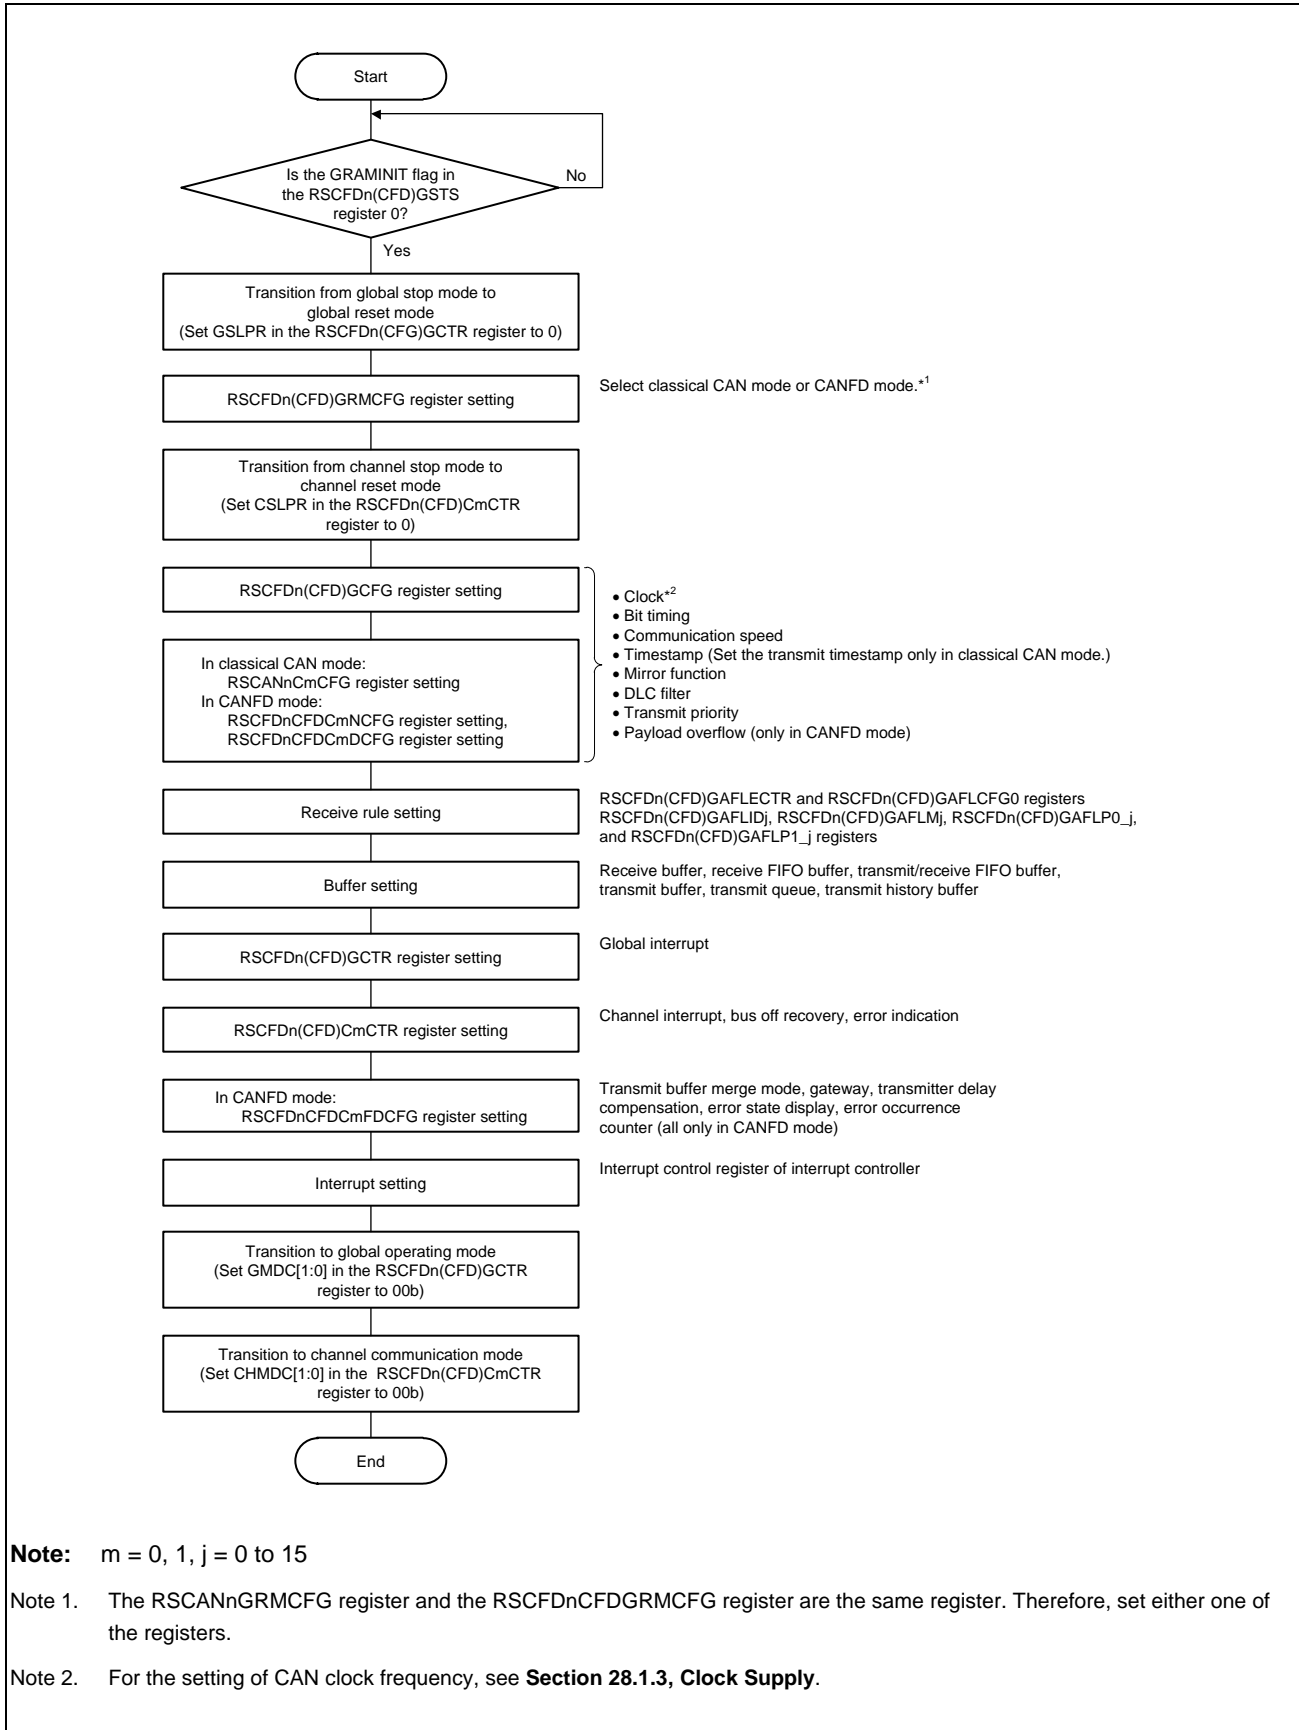 Start
Is the GRAMINIT flag in
the RSCFDn(CFD)GSTS
register 0?
No
Yes
Transition from global stop mode to
global reset mode
(Set GSLPR in the RSCFDn(CFG)GCTR register to 0)
RSCFDn(CFD)GRMCFG register setting
Select classical CAN mode or CANFD mode.*1
Transition from channel stop mode to
channel reset mode
(Set CSLPR in the RSCFDn(CFD)CmCTR
register to 0)
RSCFDn(CFD)GCFG register setting
In classical CAN mode:
RSCANnCmCFG register setting
In CANFD mode:
RSCFDnCFDCmNCFG register setting,
RSCFDnCFDCmDCFG register setting
• Clock*2
• Bit timing
• Communication speed
• Timestamp (Set the transmit timestamp only in classical CAN mode.)
• Mirror function
• DLC filter
• Transmit priority
• Payload overflow (only in CANFD mode)
Receive rule setting
RSCFDn(CFD)GAFLECTR and RSCFDn(CFD)GAFLCFG0 registers
RSCFDn(CFD)GAFLIDj, RSCFDn(CFD)GAFLMj, RSCFDn(CFD)GAFLP0_j,
and RSCFDn(CFD)GAFLP1_j registers
Buffer setting
Receive buffer, receive FIFO buffer, transmit/receive FIFO buffer,
transmit buffer, transmit queue, transmit history buffer
RSCFDn(CFD)GCTR register setting
Global interrupt
RSCFDn(CFD)CmCTR register setting
Channel interrupt, bus off recovery, error indication
In CANFD mode:
RSCFDnCFDCmFDCFG register setting
Transmit buffer merge mode, gateway, transmitter delay
compensation, error state display, error occurrence
counter (all only in CANFD mode)
Interrupt setting
Interrupt control register of interrupt controller
Transition to global operating mode
(Set GMDC[1:0] in the RSCFDn(CFD)GCTR
register to 00b)
Transition to channel communication mode
(Set CHMDC[1:0] in the RSCFDn(CFD)CmCTR
register to 00b)
End
Note: m = 0, 1, j = 0 to 15
Note 1. The RSCANnGRMCFG register and the RSCFDnCFDGRMCFG register are the same register. Therefore, set either one of
the registers.
Note 2. For the setting of CAN clock frequency, see Section 28.1.3, Clock Supply.